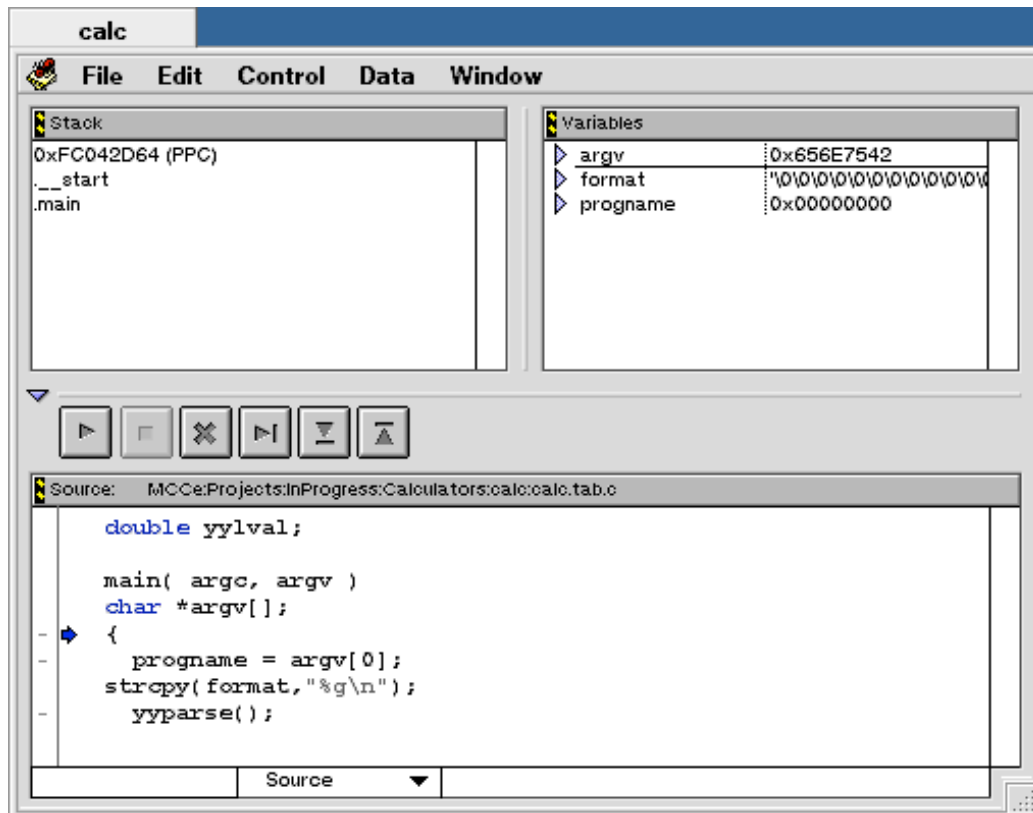 calc
File Edit Control Data Window
Stack
0xFC042D64 (PPC)
.__start
.main
Variables
argv 0x656E7542
format "\0\0\0\0\0\0\0\0\0\0\0
progname 0x00000000
Source: MCCe:Projects:InProgress:Calculators:calc:calc.tab.c
double yylval;
main( argc, argv )
char *argv[];
{
progname = argv[0];
strcpy(format,"%g\n");
yyparse();
Source